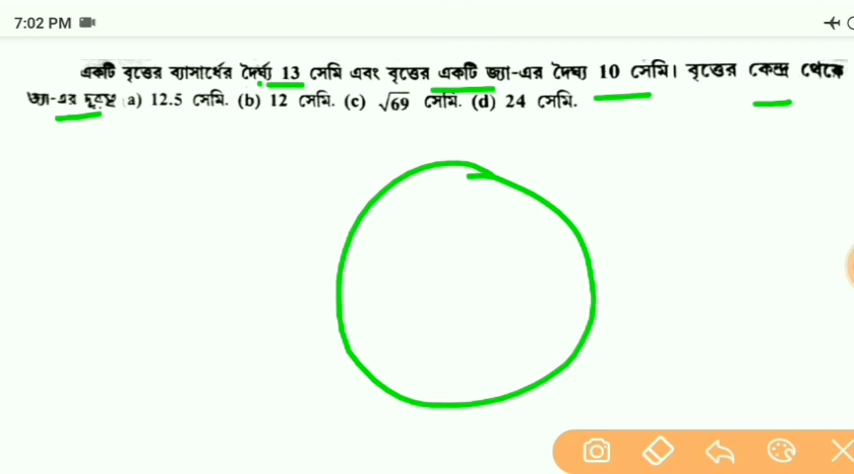 7:02 PM
একটি বৃত্তের ব্যাসার্ধের দৈর্ঘ্য 13 সেমি এবং বৃত্তের একটি জ্যা-এর দৈর্ঘ্য 10 সেমি। বৃত্তের কেন্দ্র থেকে
জ্যা-এর দূরত্ব (a) 12.5 সেমি. (b) 12 সেমি. (c) √69 সেমি. (d) 24 সেমি.